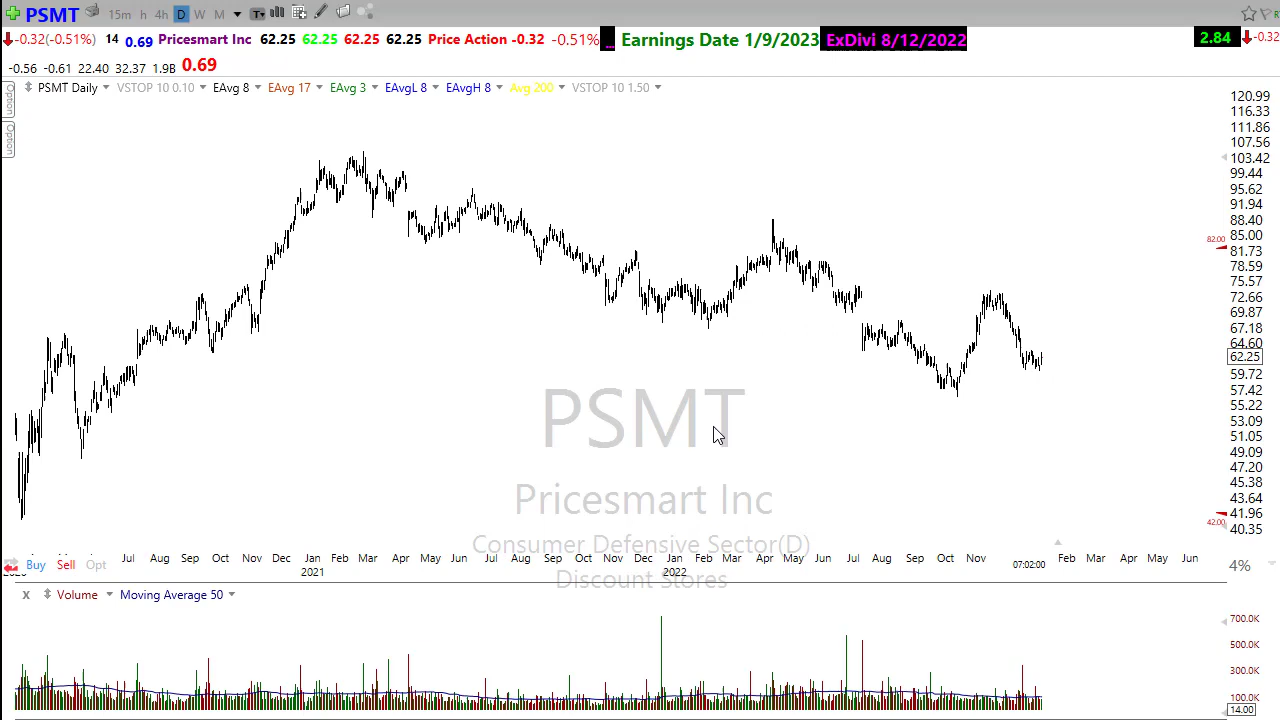 PSMT 15m h 4h D W M T
-0.32(-0.51%) 14 0.69 Pricesmart Inc 62.25 62.25 62.25 62.25 Price Action -0.32 -0.51% ... Earnings Date 1/9/2023 ExDivi 8/12/2022 2.84 -0.32
-0.56 -0.61 22.40 32.37 1.9B 0.69
PSMT Daily VSTOP 10 0.10 EAvg 8 EAvg 17 EAvg 3 EAvgL 8 EAvgH 8 Avg 200 VSTOP 10 1.50
Option
Option
120.99
116.33
111.86
107.56
103.42
99.44
95.62
91.94
88.40
85.00
82.00
81.73
78.59
75.57
72.66
69.87
67.18
64.60
62.25
59.72
57.42
55.22
53.09
51.05
49.09
47.20
45.38
43.64
41.96
42.00
40.35
PSMT
Pricesmart Inc
Consumer Defensive Sector(D)
Discount Stores
Jul Aug Sep Oct Nov Dec Jan Feb Mar Apr May Jun Jul Aug Sep Oct Nov Dec Jan Feb Mar Apr May Jun Jul Aug Sep Oct Nov 07:02:00 Feb Mar Apr May Jun
2021 2022
Buy Sell Opt 4%
x Volume Moving Average 50
700.0K
500.0K
300.0K
100.0K
14.00